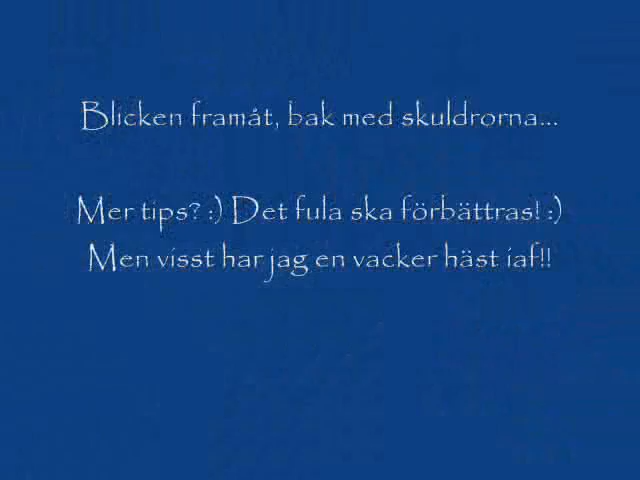 Blicken framåt, bak med skuldrorna...
Mer tips? :) Det fula ska förbättras! :)
Men visst har jag en vacker häst iaf!!